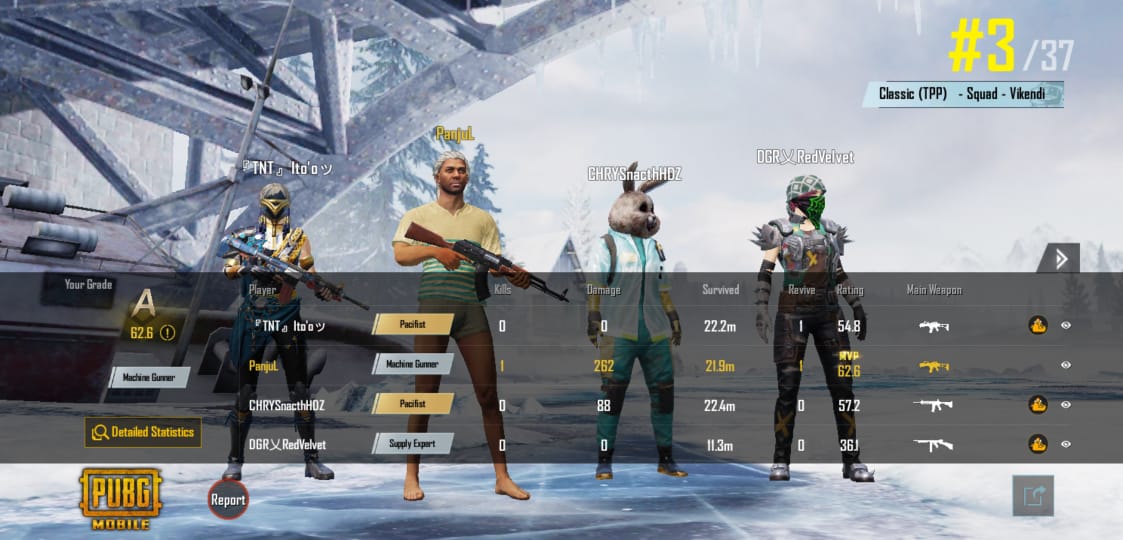 #3/37
Classic (TPP) - Squad - Vikendi
PanjuL
『TNT』Ito'oッ
CHRYSnacthHOZ
DGR乂RedVelvet
Your Grade
A
62.6
Machine Gunner
Detailed Statistics
Player Kills Damage Survived Revive Rating Main Weapon
『TNT』Ito'oッ Pacifist 0 0 22.2m 1 54.8
MVP
PanjuL Machine Gunner 1 262 21.9m 1 62.6
CHRYSnacthHOZ Pacifist 0 88 22.4m 0 57.2
DGR乂RedVelvet Supply Expert 0 0 11.3m 0 36.1
PUBG
MOBILE
Report